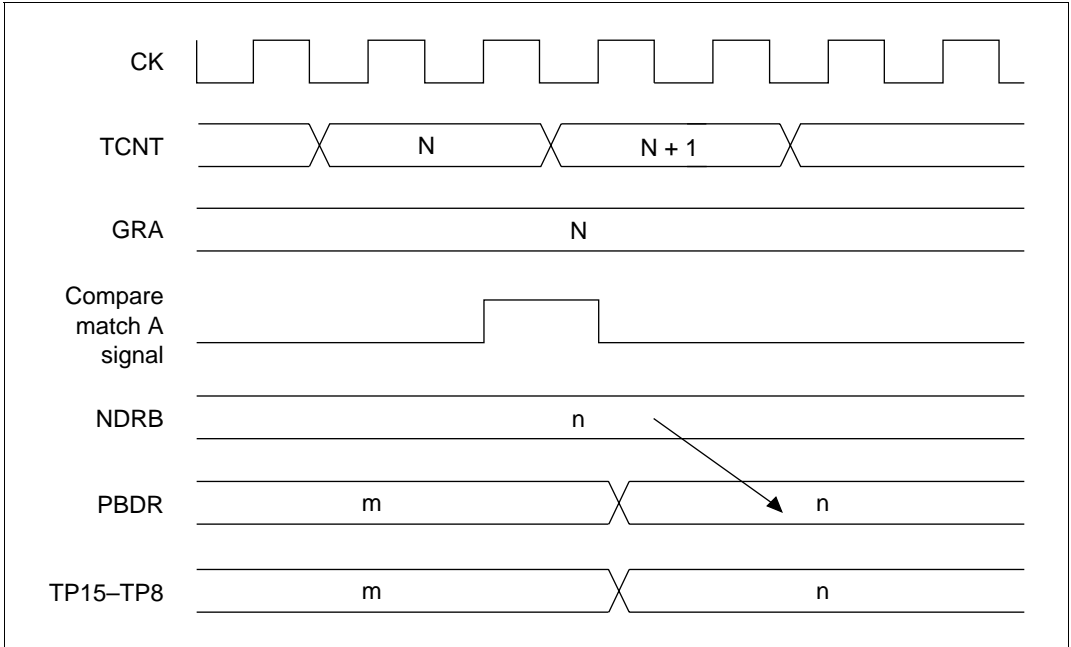 CK
TCNT
N
N + 1
GRA
N
Compare
match A
signal
NDRB
n
PBDR
m
n
TP15–TP8
m
n